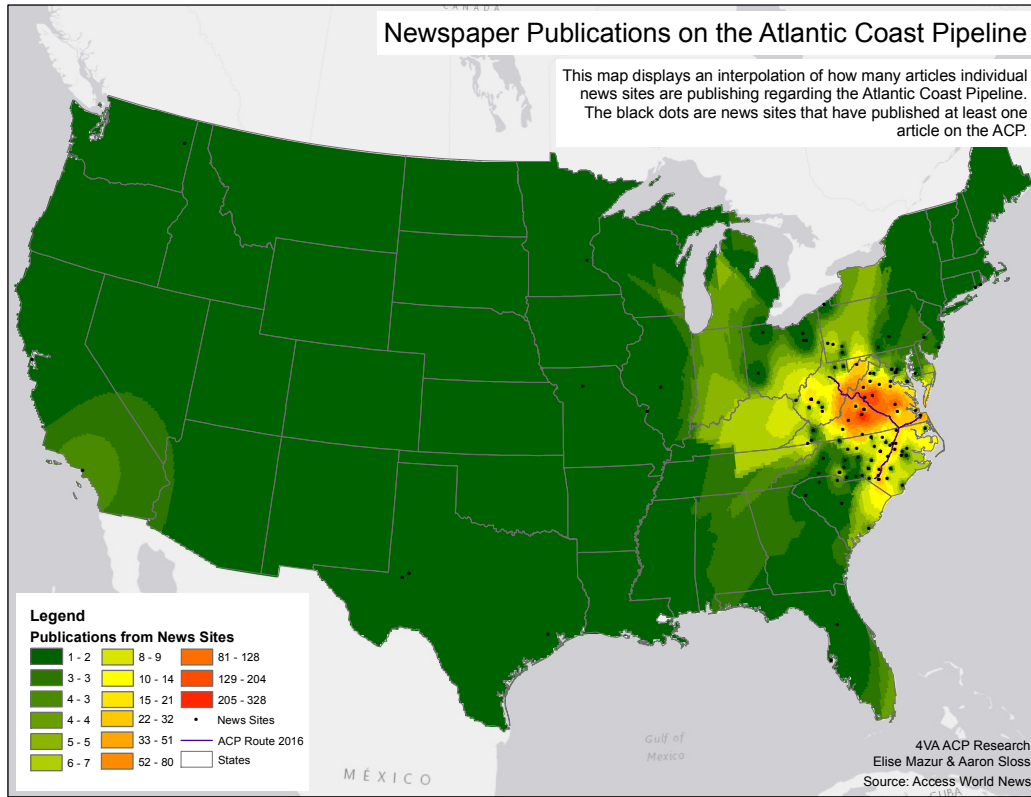 CANADA
Newspaper Publications on the Atlantic Coast Pipeline
This map displays an interpolation of how many articles individual
news sites are publishing regarding the Atlantic Coast Pipeline.
The black dots are news sites that have published at least one
article on the ACP.
Legend
Publications from News Sites
1 - 2
3 - 3
4 - 3
4 - 4
5 - 5
6 - 7
8 - 9
10 - 14
15 - 21
22 - 32
33 - 51
52 - 80
81 - 128
129 - 204
205 - 328
News Sites
ACP Route 2016
States
Gulf of
Mexico
MÉXICO
CUBA
4VA ACP Research
Elise Mazur & Aaron Sloss
Source: Access World News